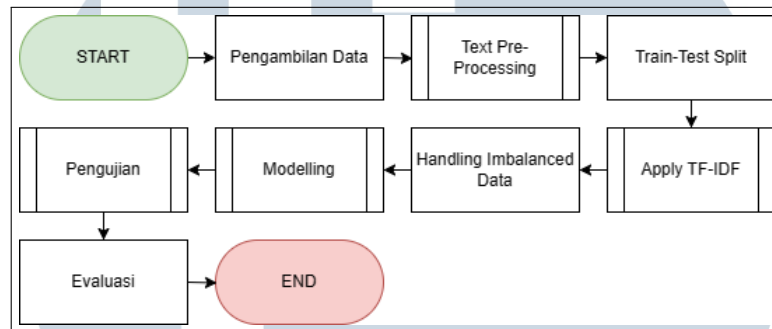 START
Pengambilan Data
Text Pre-
Processing
Train-Test Split
Apply TF-IDF
Handling Imbalanced
Data
Modelling
Pengujian
Evaluasi
END